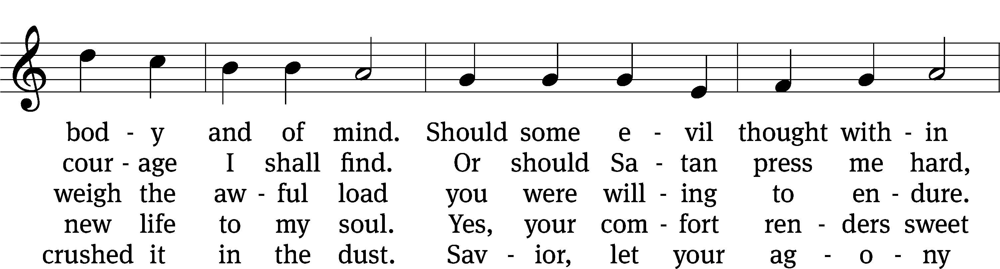 bod - y and of mind. Should some e - vil thought with - in
cour - age I shall find. Or should Sa - tan press me hard,
weigh the aw - ful load you were will - ing to en - dure.
new life to my soul. Yes, your com - fort ren - ders sweet
crushed it in the dust. Sav - ior, let your ag - o - ny